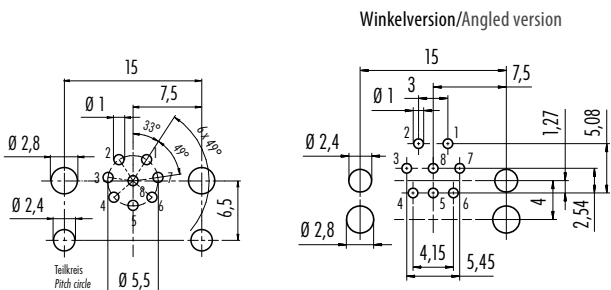 Winkelversion/Angled version
15
7,5
Ø 1
33°
6 x 49°
49°
Ø 2,8
2
1
3
7
8
4
6
5
Ø 2,4
6,5
Teilkreis
Pitch circle
Ø 5,5
15
7,5
3
Ø 1
2
1
1,27
5,08
Ø 2,4
3
8
7
4
5
6
4
2,54
Ø 2,8
4,15
5,45